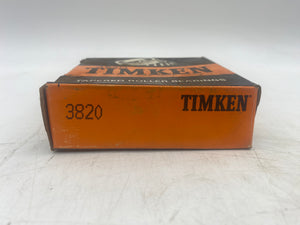 TIMKEN
TAPERED ROLLER BEARINGS
3820 TIMKEN